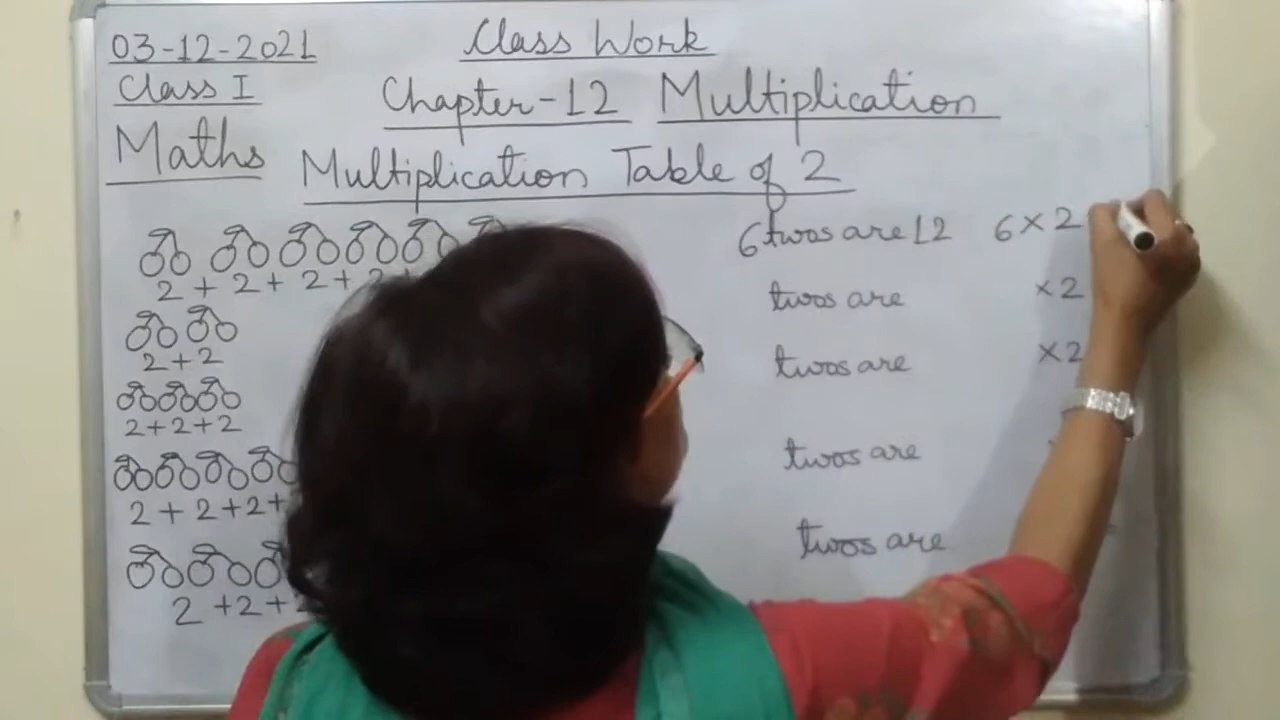 03-12-2021 Class Work
Class I Chapter-12 Multiplication
Maths Multiplication Table of 2
6 twos are 12 6 × 2
2 + 2 + 2 + 2 +
twos are × 2
2 + 2
twos are × 2
2 + 2 + 2
twos are
2 + 2 + 2 +
twos are
2 + 2 + 2